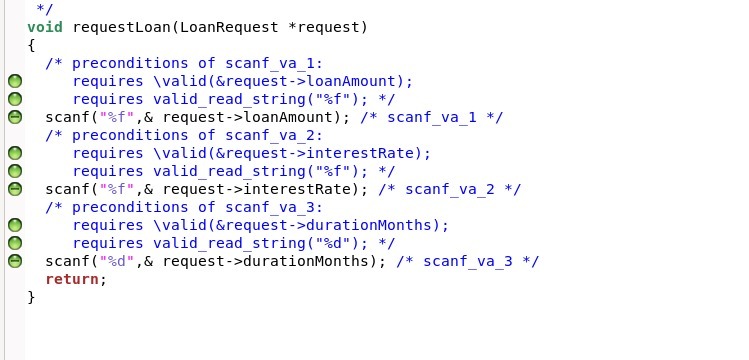 */
void requestLoan(LoanRequest *request)
{
/* preconditions of scanf_va_1:
requires \valid(&request->loanAmount);
requires valid_read_string("%f"); */
scanf("%f",& request->loanAmount); /* scanf_va_1 */
/* preconditions of scanf_va_2:
requires \valid(&request->interestRate);
requires valid_read_string("%f"); */
scanf("%f",& request->interestRate); /* scanf_va_2 */
/* preconditions of scanf_va_3:
requires \valid(&request->durationMonths);
requires valid_read_string("%d"); */
scanf("%d",& request->durationMonths); /* scanf_va_3 */
return;
}